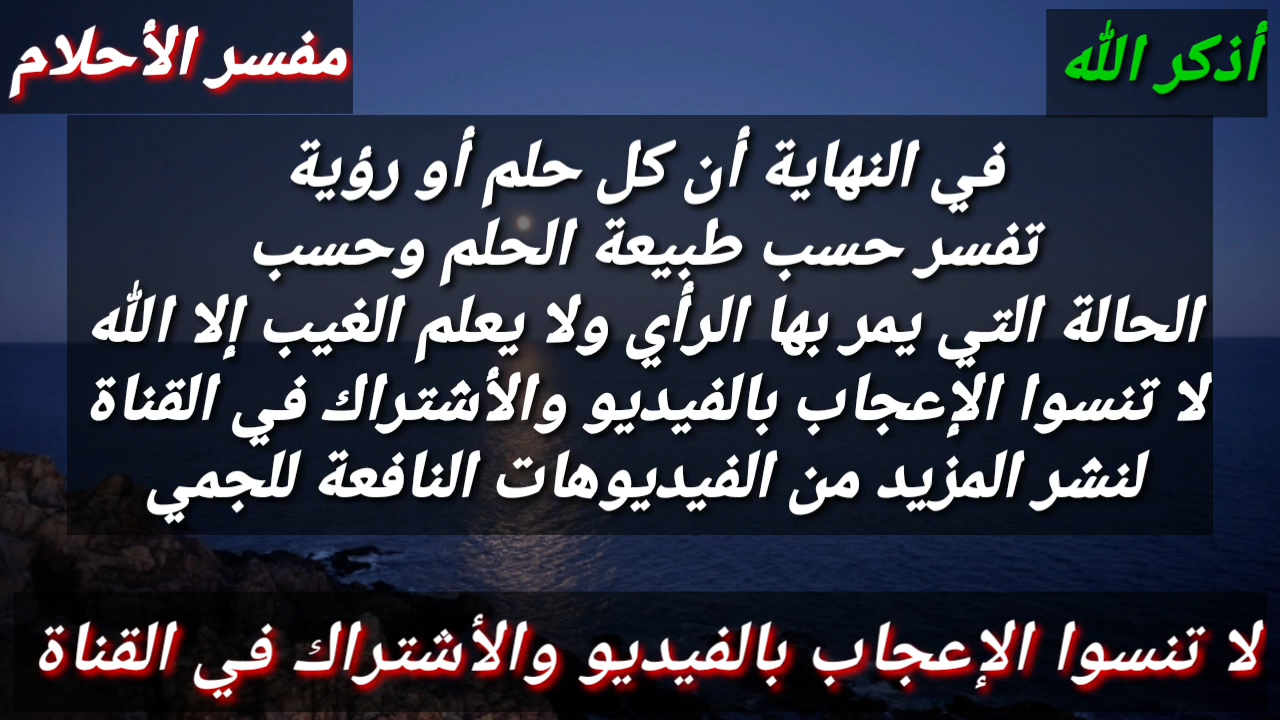 أذكر الله
مفسر الأحلام
في النهاية أن كل حلم أو رؤية
تفسر حسب طبيعة الحلم وحسب
الحالة التي يمر بها الرأي ولا يعلم الغيب إلا الله
لا تنسوا الإعجاب بالفيديو والأشتراك في القناة
لنشر المزيد من الفيديوهات النافعة للجمي
لا تنسوا الإعجاب بالفيديو والأشتراك في القناة